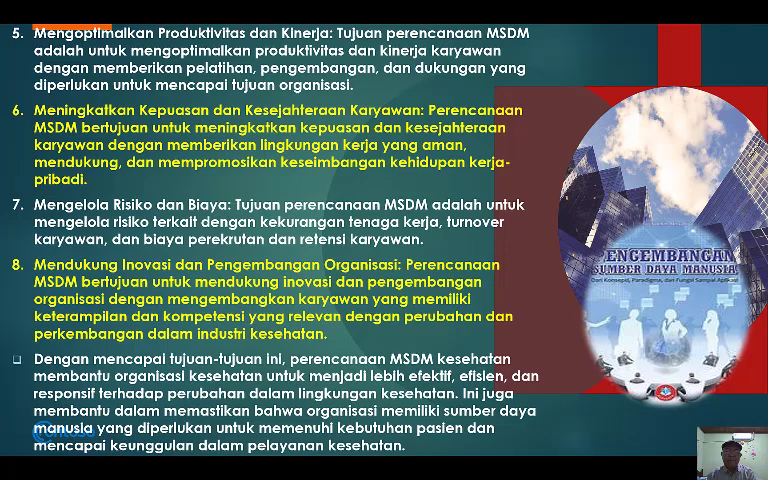 5. Mengoptimalkan Produktivitas dan Kinerja: Tujuan perencanaan MSDM
adalah untuk mengoptimalkan produktivitas dan kinerja karyawan
dengan memberikan pelatihan, pengembangan, dan dukungan yang
diperlukan untuk mencapai tujuan organisasi.
6. Meningkatkan Kepuasan dan Kesejahteraan Karyawan: Perencanaan
MSDM bertujuan untuk meningkatkan kepuasan dan kesejahteraan
karyawan dengan memberikan lingkungan kerja yang aman,
mendukung, dan mempromosikan keseimbangan kehidupan kerja-
pribadi.
7. Mengelola Risiko dan Biaya: Tujuan perencanaan MSDM adalah untuk
mengelola risiko terkait dengan kekurangan tenaga kerja, turnover
karyawan, dan biaya perekrutan dan retensi karyawan.
8. Mendukung Inovasi dan Pengembangan Organisasi: Perencanaan
MSDM bertujuan untuk mendukung inovasi dan pengembangan
organisasi dengan mengembangkan karyawan yang memiliki
keterampilan dan kompetensi yang relevan dengan perubahan dan
perkembangan dalam industri kesehatan.
Dengan mencapai tujuan-tujuan ini, perencanaan MSDM kesehatan
membantu organisasi kesehatan untuk menjadi lebih efektif, efisien, dan
responsif terhadap perubahan dalam lingkungan kesehatan. Ini juga
membantu dalam memastikan bahwa organisasi memiliki sumber daya
manusia yang diperlukan untuk memenuhi kebutuhan pasien dan
mencapai keunggulan dalam pelayanan kesehatan.
PENGEMBANGAN
SUMBER DAYA MANUSIA
Dari Konsepsi, Paradigma, dan Fungsi Sampai Aplikasi